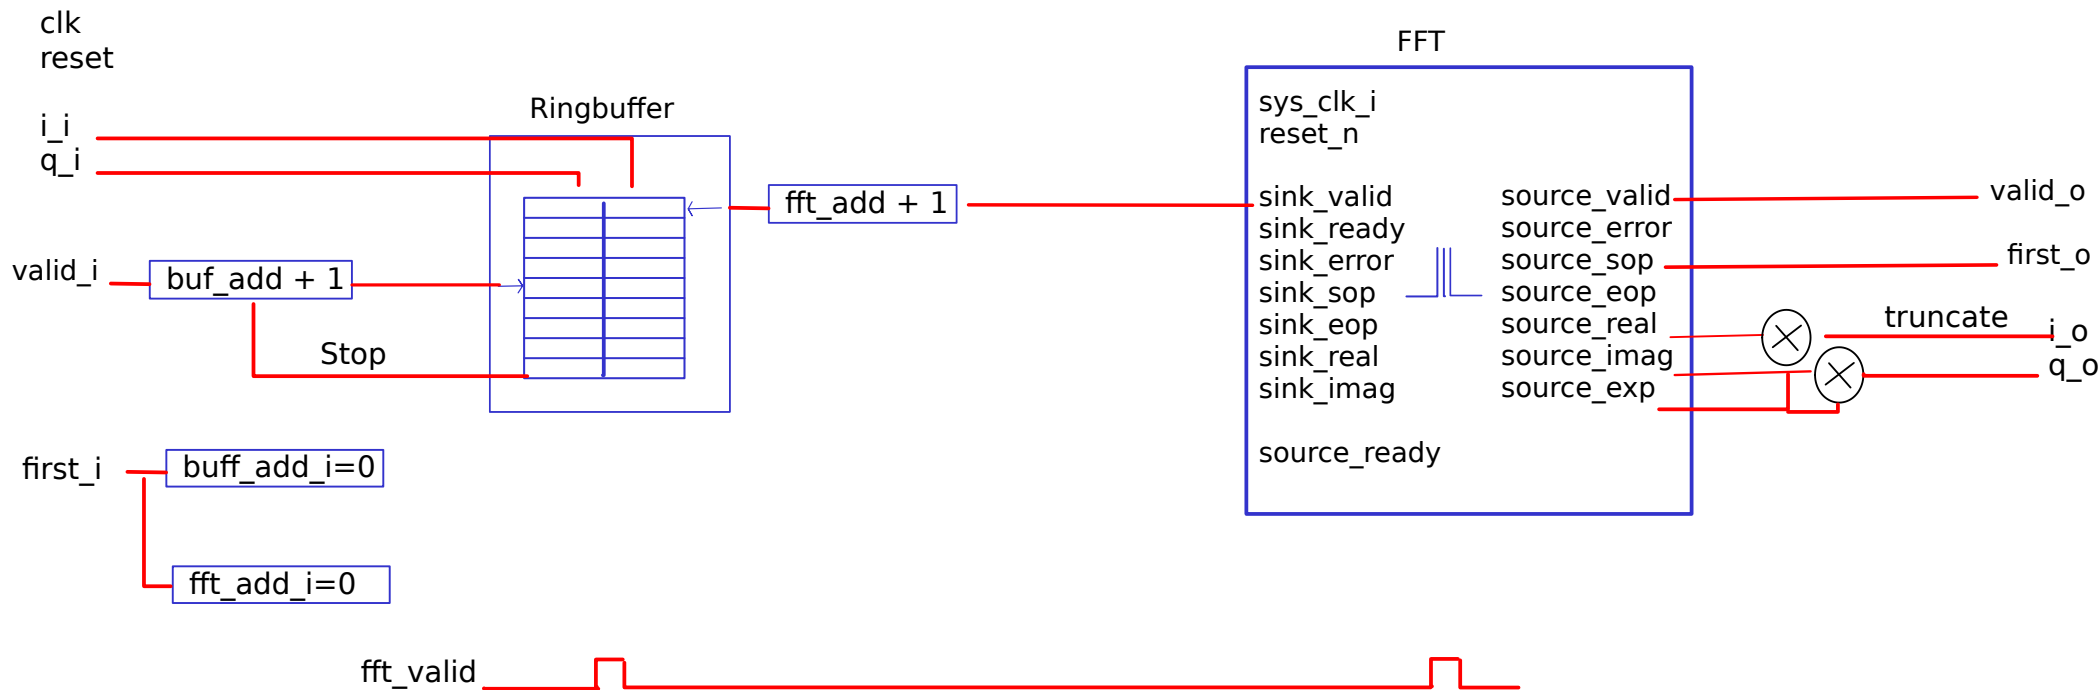 clk
reset
i_i
q_i
Ringbuffer
valid_i
buf_add + 1
Stop
fft_add + 1
first_i
buff_add_i=0
fft_add_i=0
fft_valid
FFT
sys_clk_i
reset_n
sink_valid
sink_ready
sink_error
sink_sop
sink_eop
sink_real
sink_imag
source_ready
source_valid
source_error
source_sop
source_eop
source_real
source_imag
source_exp
valid_o
first_o
truncate
i_o
q_o